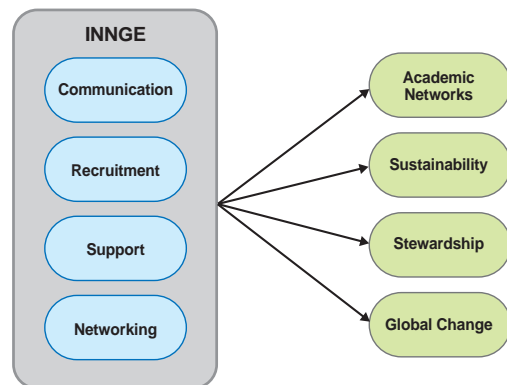 INNGE
Communication
Recruitment
Support
Networking
Academic
Networks
Sustainability
Stewardship
Global Change